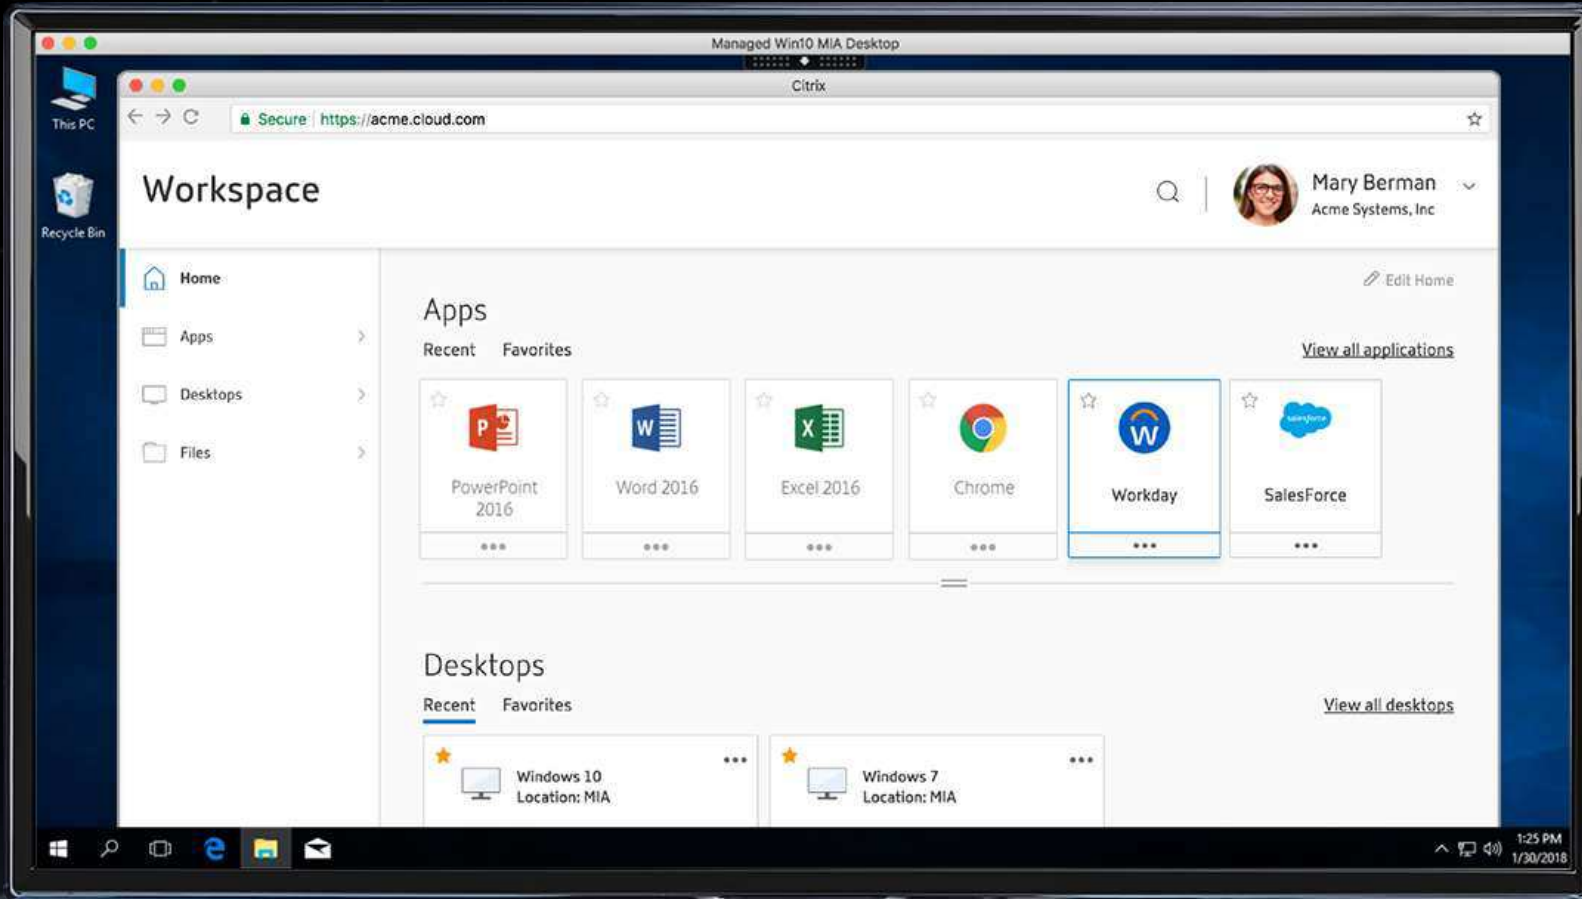 Managed Win10 MIA Desktop
This PC
Recycle Bin
Citrix
Secure https://acme.cloud.com
Workspace
Mary Berman
Acme Systems, Inc
Home
Apps
Desktops
Files
Edit Home
Apps
Recent Favorites
View all applications
P
PowerPoint
2016
W
Word 2016
X
Excel 2016
Chrome
W
Workday
salesforce
SalesForce
Desktops
Recent Favorites
View all desktops
Windows 10
Location: MIA
Windows 7
Location: MIA
1:25 PM
1/30/2018